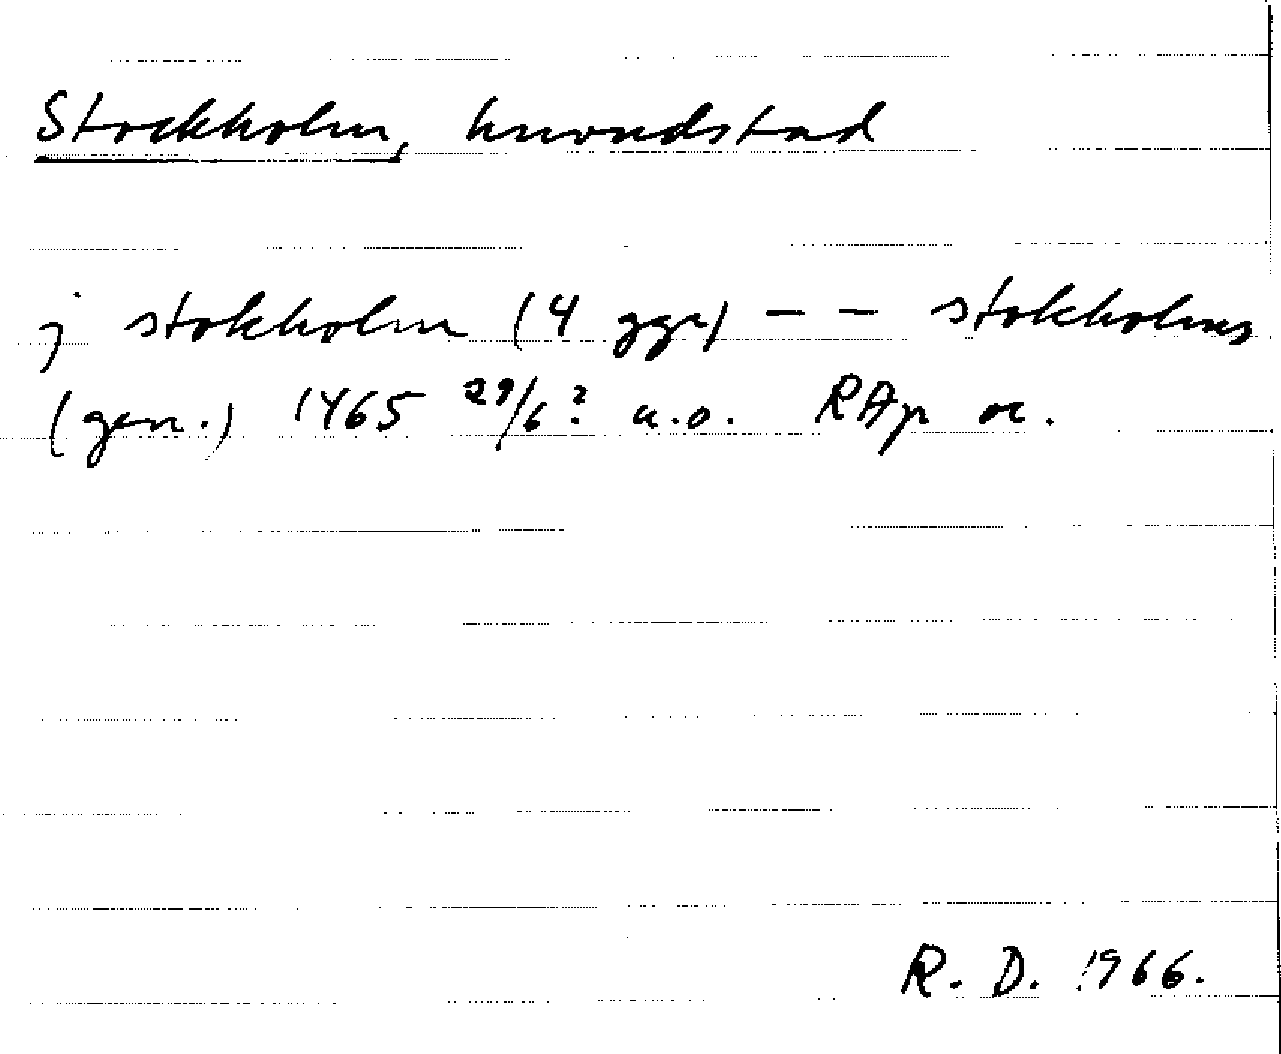 Stockholm, huvudstad
j stokholm (4 ggr) – – stokholms
(gen.) 1465 29/6? u.o. RAp or.
R. D. 1966.